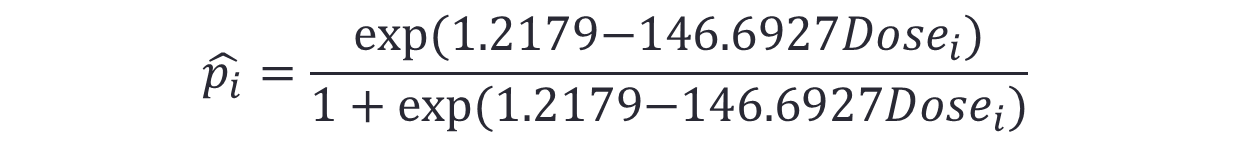 p̂ᵢ = exp(1.2179−146.6927Doseᵢ) / 1 + exp(1.2179−146.6927Doseᵢ)